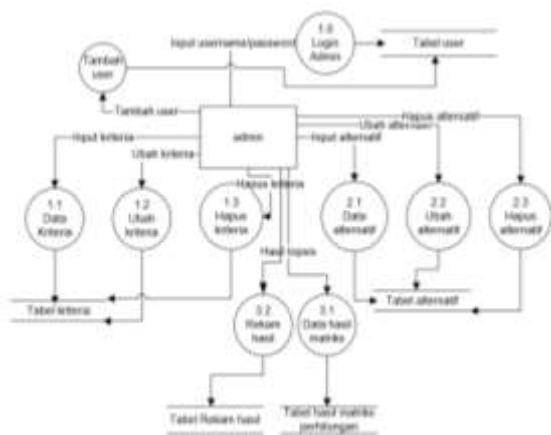 1.0
Login
Admin
Input username/password
Tabel user
Tambah
user
Tambah user
Hapus alternatif
Ubah alternatif
admin
Input kriteria
Input alternatif
Ubah kriteria
Hapus kriteria
1.1
Data
Kriteria
1.2
Ubah
kriteria
1.3
Hapus
kriteria
2.1
Data
alternatif
2.2
Ubah
alternatif
2.3
Hapus
alternatif
Hasil
Tabel kriteria
Tabel alternatif
3.2
Rekam
hasil
3.1
Data hasil
matriks
Tabel Rekam hasil
Tabel hasil matriks
perhitungan